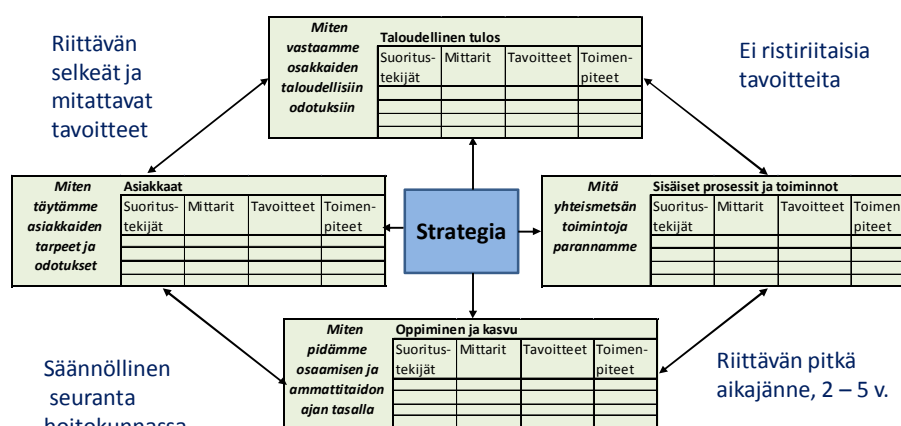 Riittävän
selkeät ja
mitattavat
tavoitteet
Miten
vastaamme
osakkaiden
taloudellisiin
odotuksiin
Taloudellinen tulos
Suoritus-
tekijät
Mittarit
Tavoitteet
Toimen-
piteet
Ei ristiriitaisia
tavoitteita
Miten
täytämme
asiakkaiden
tarpeet ja
odotukset
Asiakkaat
Suoritus-
tekijät
Mittarit
Tavoitteet
Toimen-
piteet
Strategia
Mitä
yhteismetsän
toimintoja
parannamme
Sisäiset prosessit ja toiminnot
Suoritus-
tekijät
Mittarit
Tavoitteet
Toimen
piteet
Säännöllinen
seuranta
hoitokunnassa
Miten
pidämme
osaamisen ja
ammattitaidon
ajan tasalla
Oppiminen ja kasvu
Suoritus-
tekijät
Mittarit
Tavoitteet
Toimen-
piteet
Riittävän pitkä
aikajänne, 2 – 5 v.